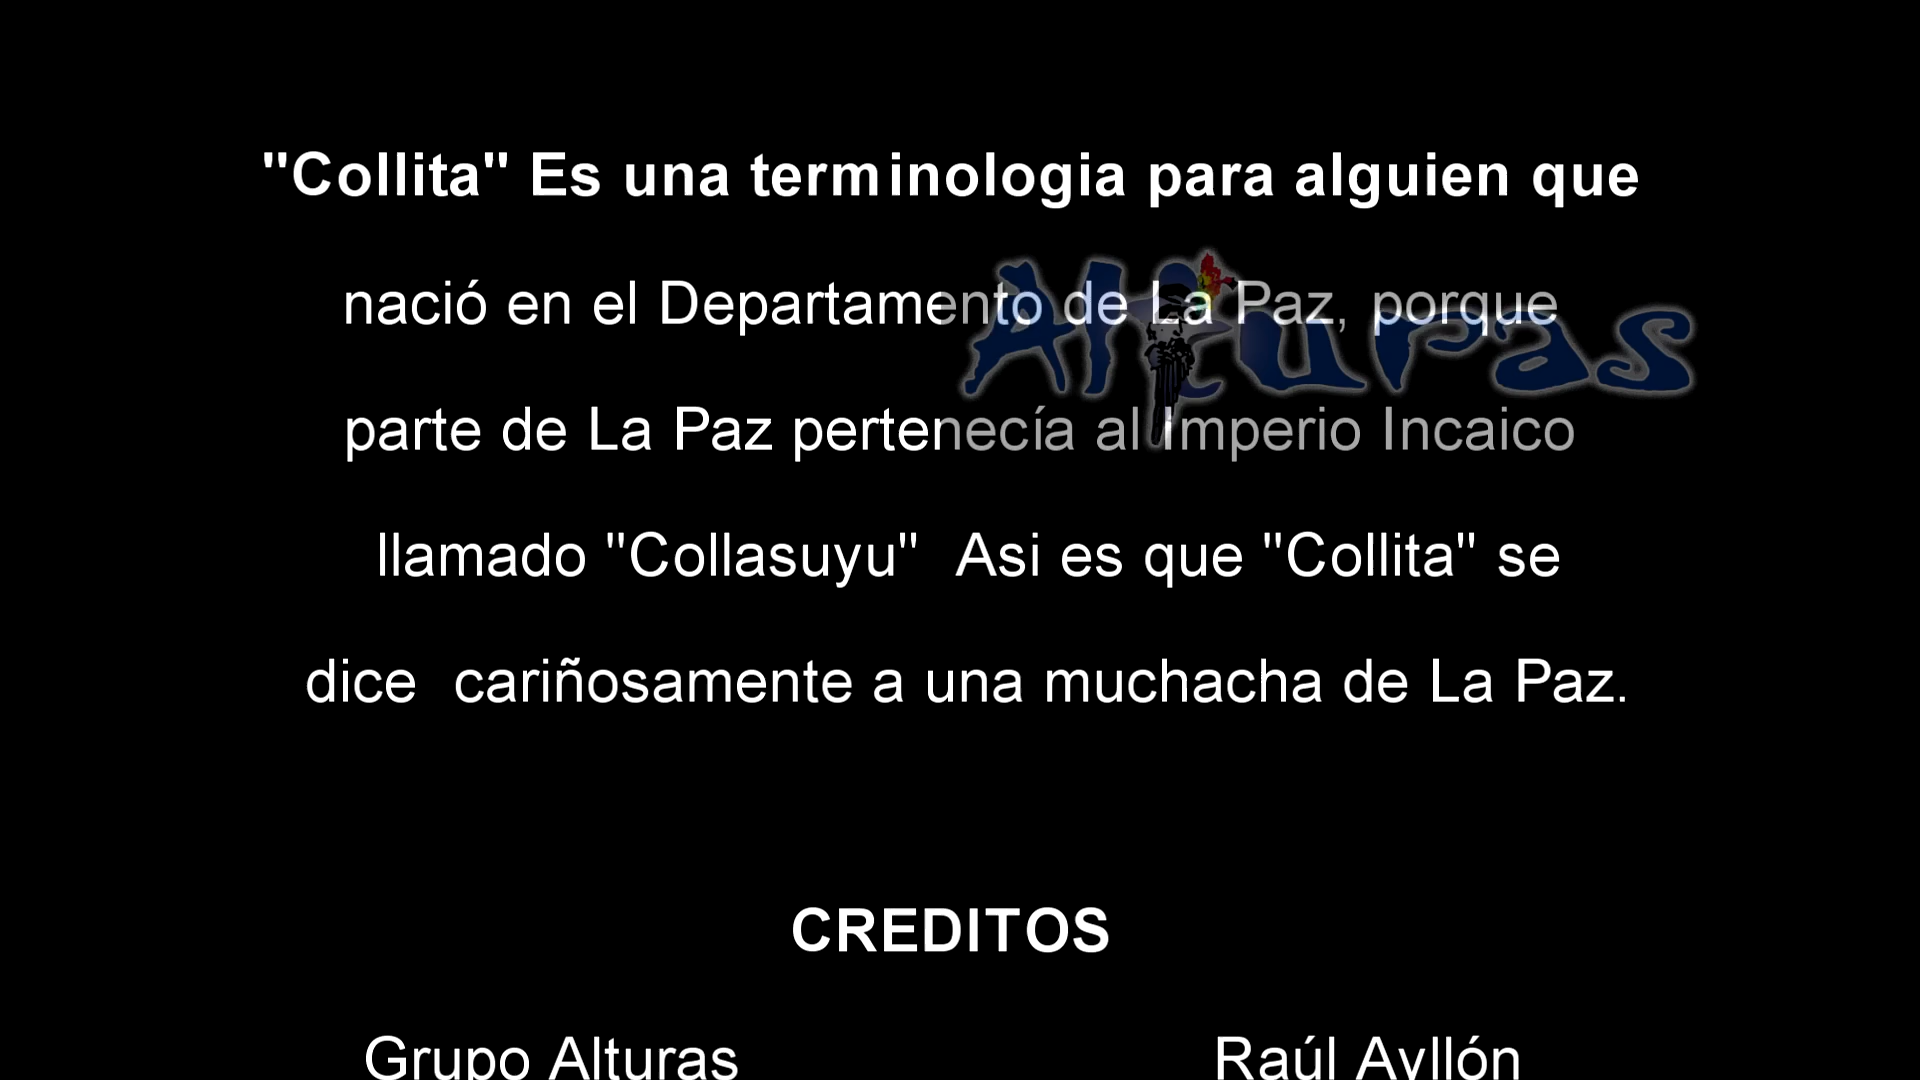 "Collita" Es una terminologia para alguien que
nació en el Departamento de La Paz, porque
Alturas
parte de La Paz pertenecía al Imperio Incaico
llamado "Collasuyu"  Asi es que "Collita" se
dice  cariñosamente a una muchacha de La Paz.
CREDITOS
Grupo Alturas Raúl Ayllón